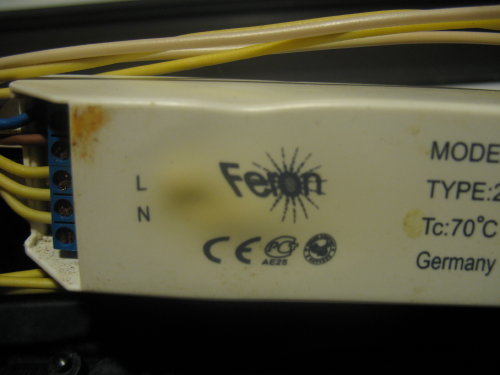 L
N
Feron
CE
AE25
MODE
TYPE:2
Tc:70°C
Germany